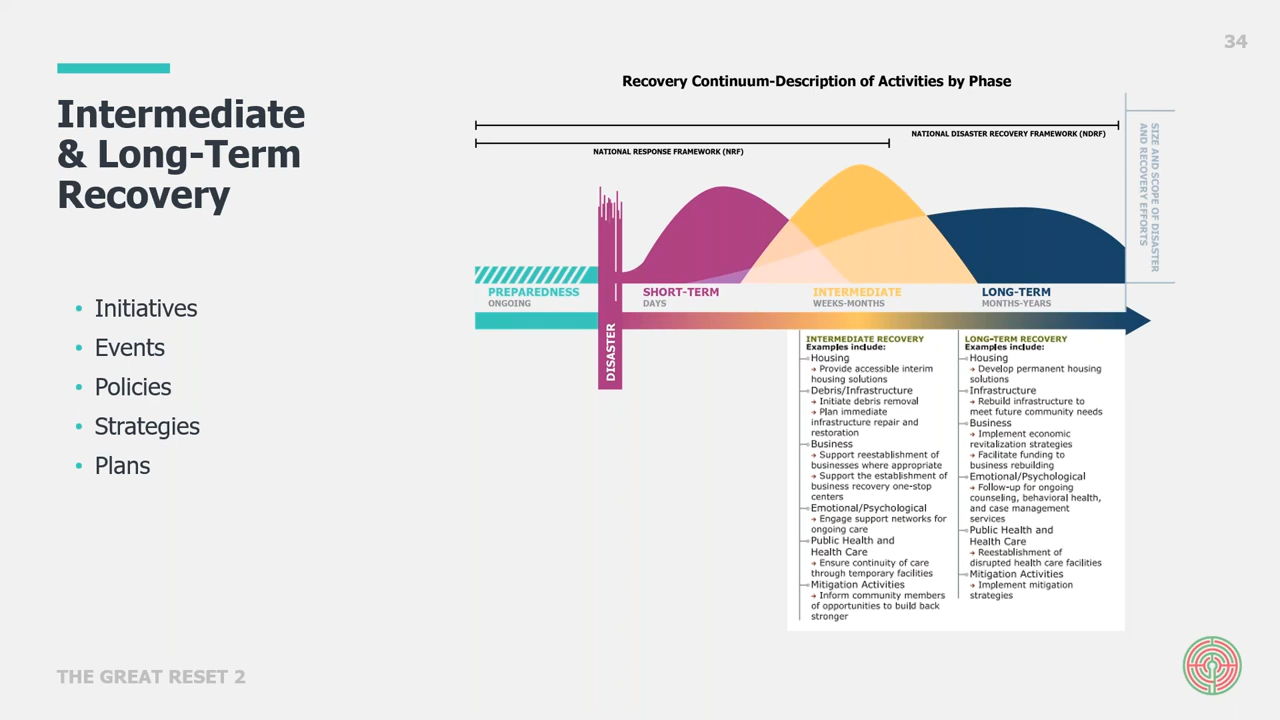 34
Intermediate
& Long-Term
Recovery
• Initiatives
• Events
• Policies
• Strategies
• Plans
Recovery Continuum-Description of Activities by Phase
NATIONAL DISASTER RECOVERY FRAMEWORK (NDRF)
NATIONAL RESPONSE FRAMEWORK (NRF)
SIZE AND SCOPE OF DISASTER
AND RECOVERY EFFORTS
PREPAREDNESS
ONGOING
DISASTER
SHORT-TERM
DAYS
INTERMEDIATE
WEEKS-MONTHS
LONG-TERM
MONTHS-YEARS
INTERMEDIATE RECOVERY
Examples include:
Housing
➔ Provide accessible interim
housing solutions
Debris/Infrastructure
➔ Initiate debris removal
➔ Plan immediate
infrastructure repair and
restoration
Business
➔ Support reestablishment of
businesses where appropriate
➔ Support the establishment of
business recovery one-stop
centers
Emotional/Psychological
➔ Engage support networks for
ongoing care
Public Health and
Health Care
➔ Ensure continuity of care
through temporary facilities
Mitigation Activities
➔ Inform community members
of opportunities to build back
stronger
LONG-TERM RECOVERY
Examples include:
Housing
➔ Develop permanent housing
solutions
Infrastructure
➔ Rebuild infrastructure to
meet future community needs
Business
➔ Implement economic
revitalization strategies
➔ Facilitate funding to
business rebuilding
Emotional/Psychological
➔ Follow-up for ongoing
counseling, behavioral health,
and case management
services
Public Health and
Health Care
➔ Reestablishment of
disrupted health care facilities
Mitigation Activities
➔ Implement mitigation
strategies
THE GREAT RESET 2